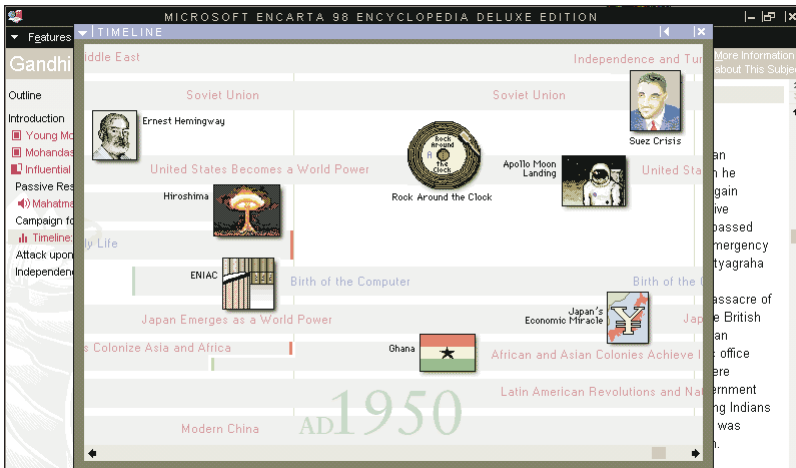 MICROSOFT ENCARTA 98 ENCYCLOPEDIA DELUXE EDITION
Features
TIMELINE
Gandhi
More Information
about This Subje
Outline
Introduction
Young Mo
Mohandas
Influential
Passive Res
Mahatma
Campaign fo
Timeline:
Attack upon
Independen
iddle East
Independence and Tur
Soviet Union
Soviet Union
Ernest Hemingway
Suez Crisis
Rock
Around
the
Clock
United States Becomes a World Power
Apollo Moon
Landing
United Sta
Hiroshima
Rock Around the Clock
ly Life
ENIAC
Birth of the Computer
Birth of the C
Japan Emerges as a World Power
Japan's
Economic Miracle
Jap
s Colonize Asia and Africa
Ghana
African and Asian Colonies Achieve I
Latin American Revolutions and Nat
AD 1950
Modern China
an
n he
gain
ive
passed
mergency
tyagraha
assacre of
e British
an
office
ere
ernment
ng Indians
was
n.